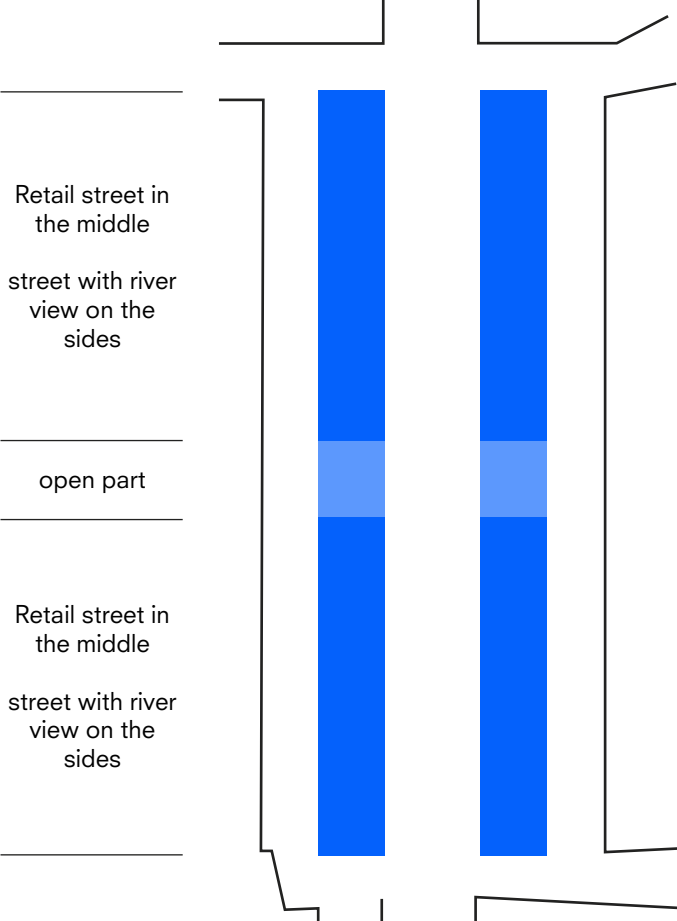 Retail street in
the middle
street with river
view on the
sides
open part
Retail street in
the middle
street with river
view on the
sides